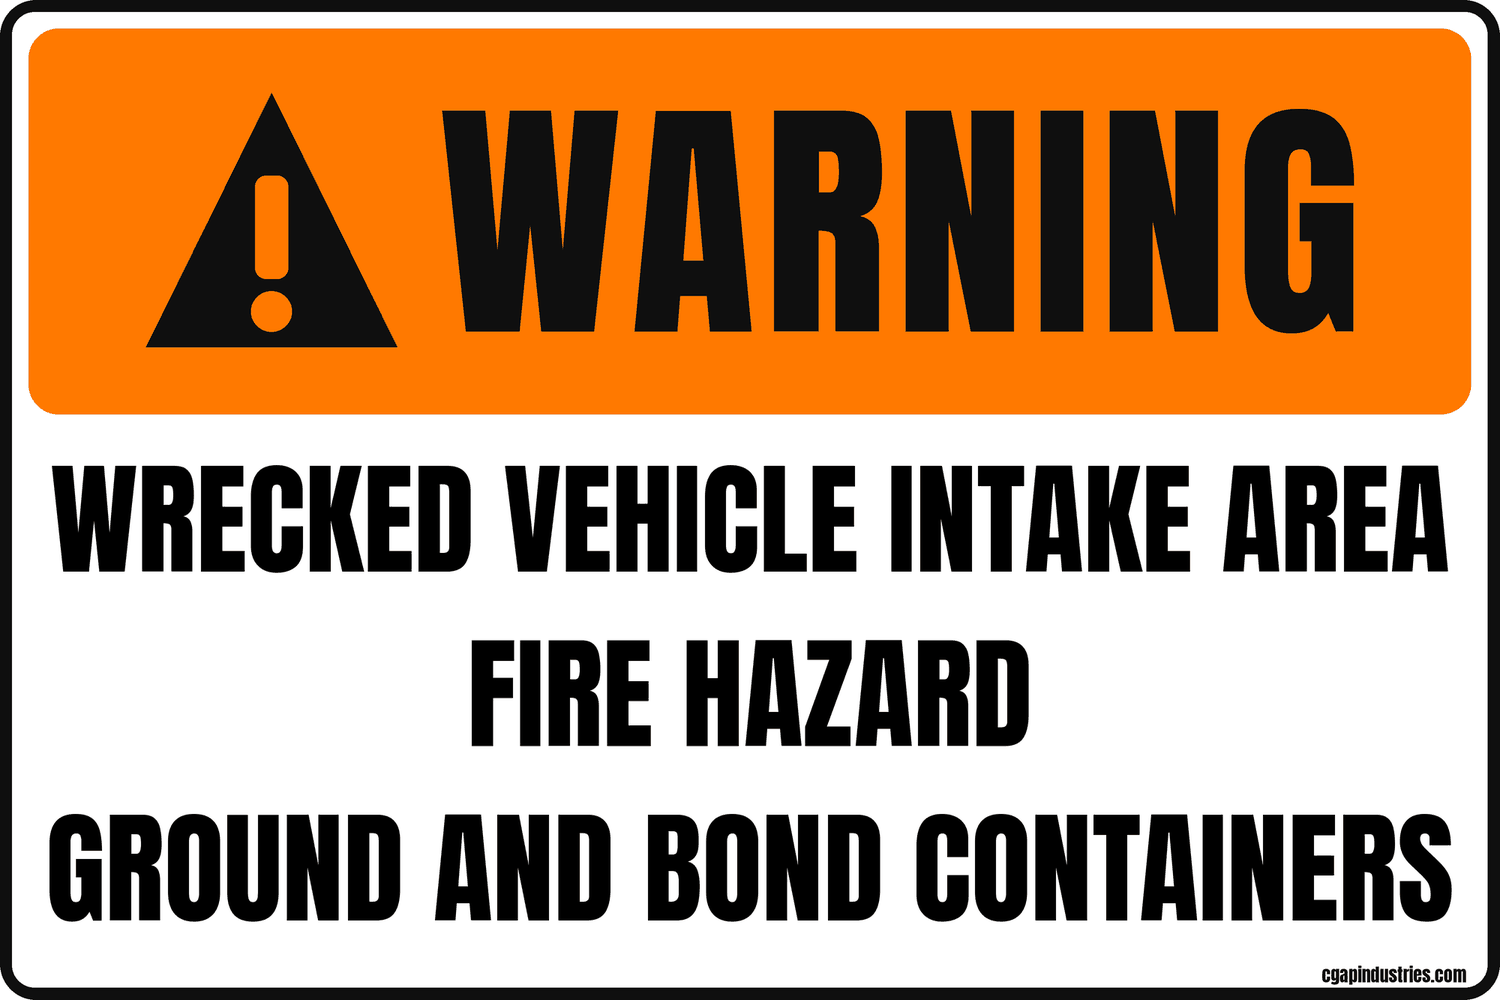 WARNING
WRECKED VEHICLE INTAKE AREA
FIRE HAZARD
GROUND AND BOND CONTAINERS
cgapindustries.com